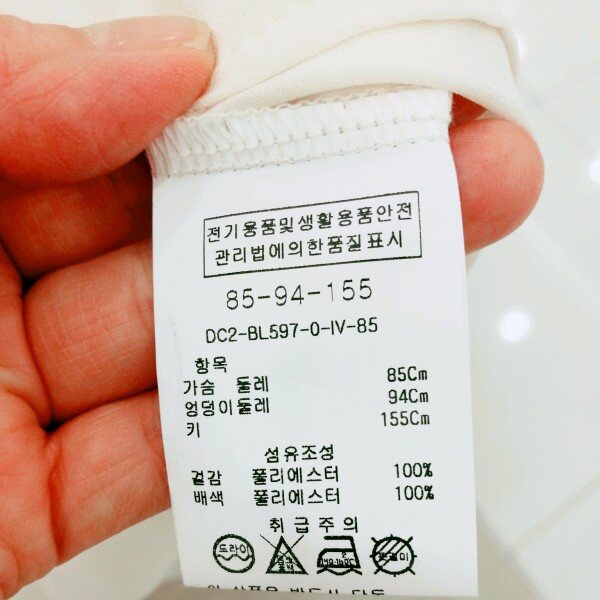 전기용품및생활용품안전
관리법에의한품질표시
85-94-155
DC2-BL597-0-IV-85
항목
가슴 둘레 85Cm
엉덩이둘레 94Cm
키 155Cm
섬유조성
겉감 폴리에스터 100%
배색 폴리에스터 100%
취급주의
드라이